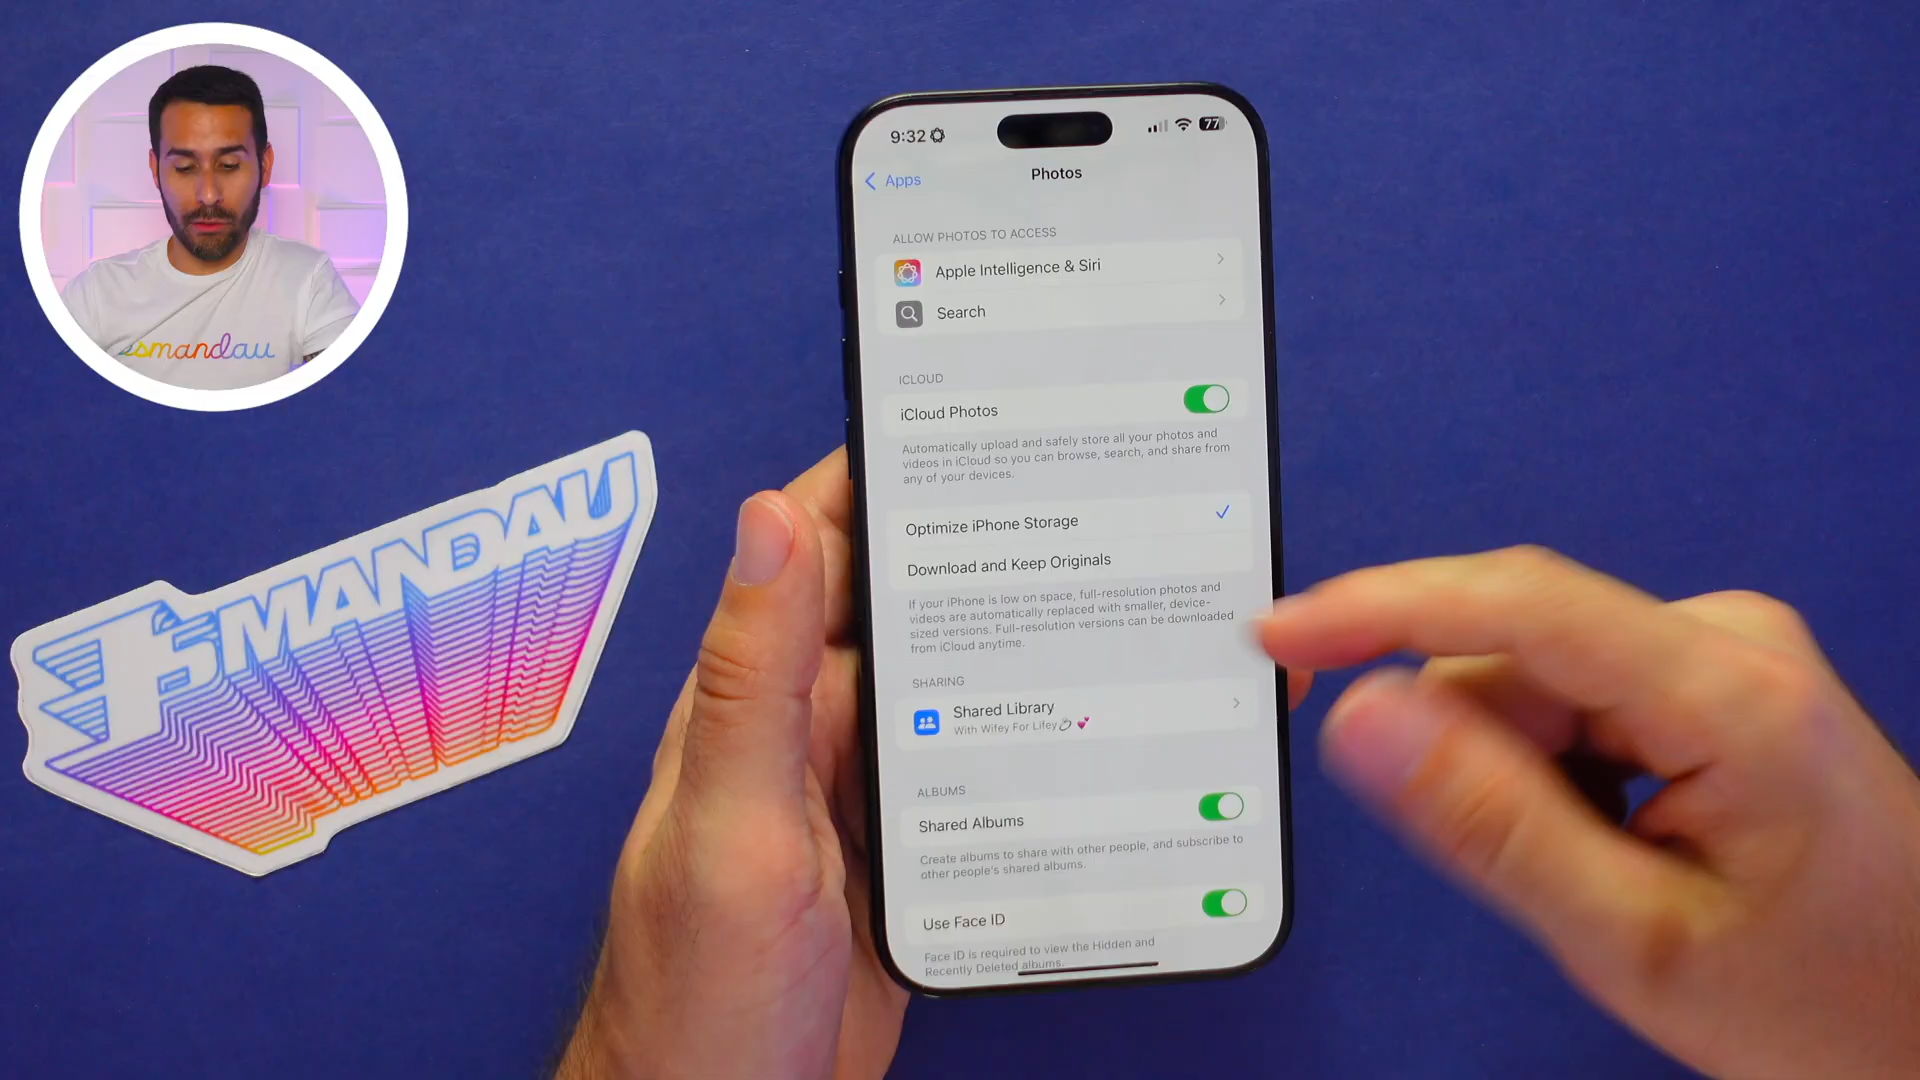 9:32
77
Apps
Photos
ALLOW PHOTOS TO ACCESS
Apple Intelligence & Siri
Search
ICLOUD
iCloud Photos
Automatically upload and safely store all your photos and
videos in iCloud so you can browse, search, and share from
any of your devices.
Optimize iPhone Storage
Download and Keep Originals
If your iPhone is low on space, full-resolution photos and
videos are automatically replaced with smaller, device-
sized versions. Full-resolution versions can be downloaded
from iCloud anytime.
SHARING
Shared Library
With Wifey For Lifey💍 💞
ALBUMS
Shared Albums
Create albums to share with other people, and subscribe to
other people's shared albums.
Use Face ID
Face ID is required to view the Hidden and
Recently Deleted albums.
smandau
SMANDAU